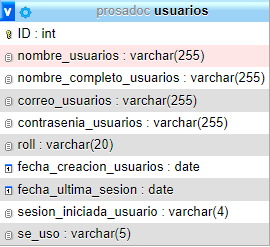 v prosadoc usuarios
ID : int
nombre_usuarios : varchar(255)
nombre_completo_usuarios : varchar(255)
correo_usuarios : varchar(255)
contrasenia_usuarios : varchar(255)
roll : varchar(20)
fecha_creacion_usuarios : date
fecha_ultima_sesion : date
sesion_iniciada_usuario : varchar(4)
se_uso : varchar(5)